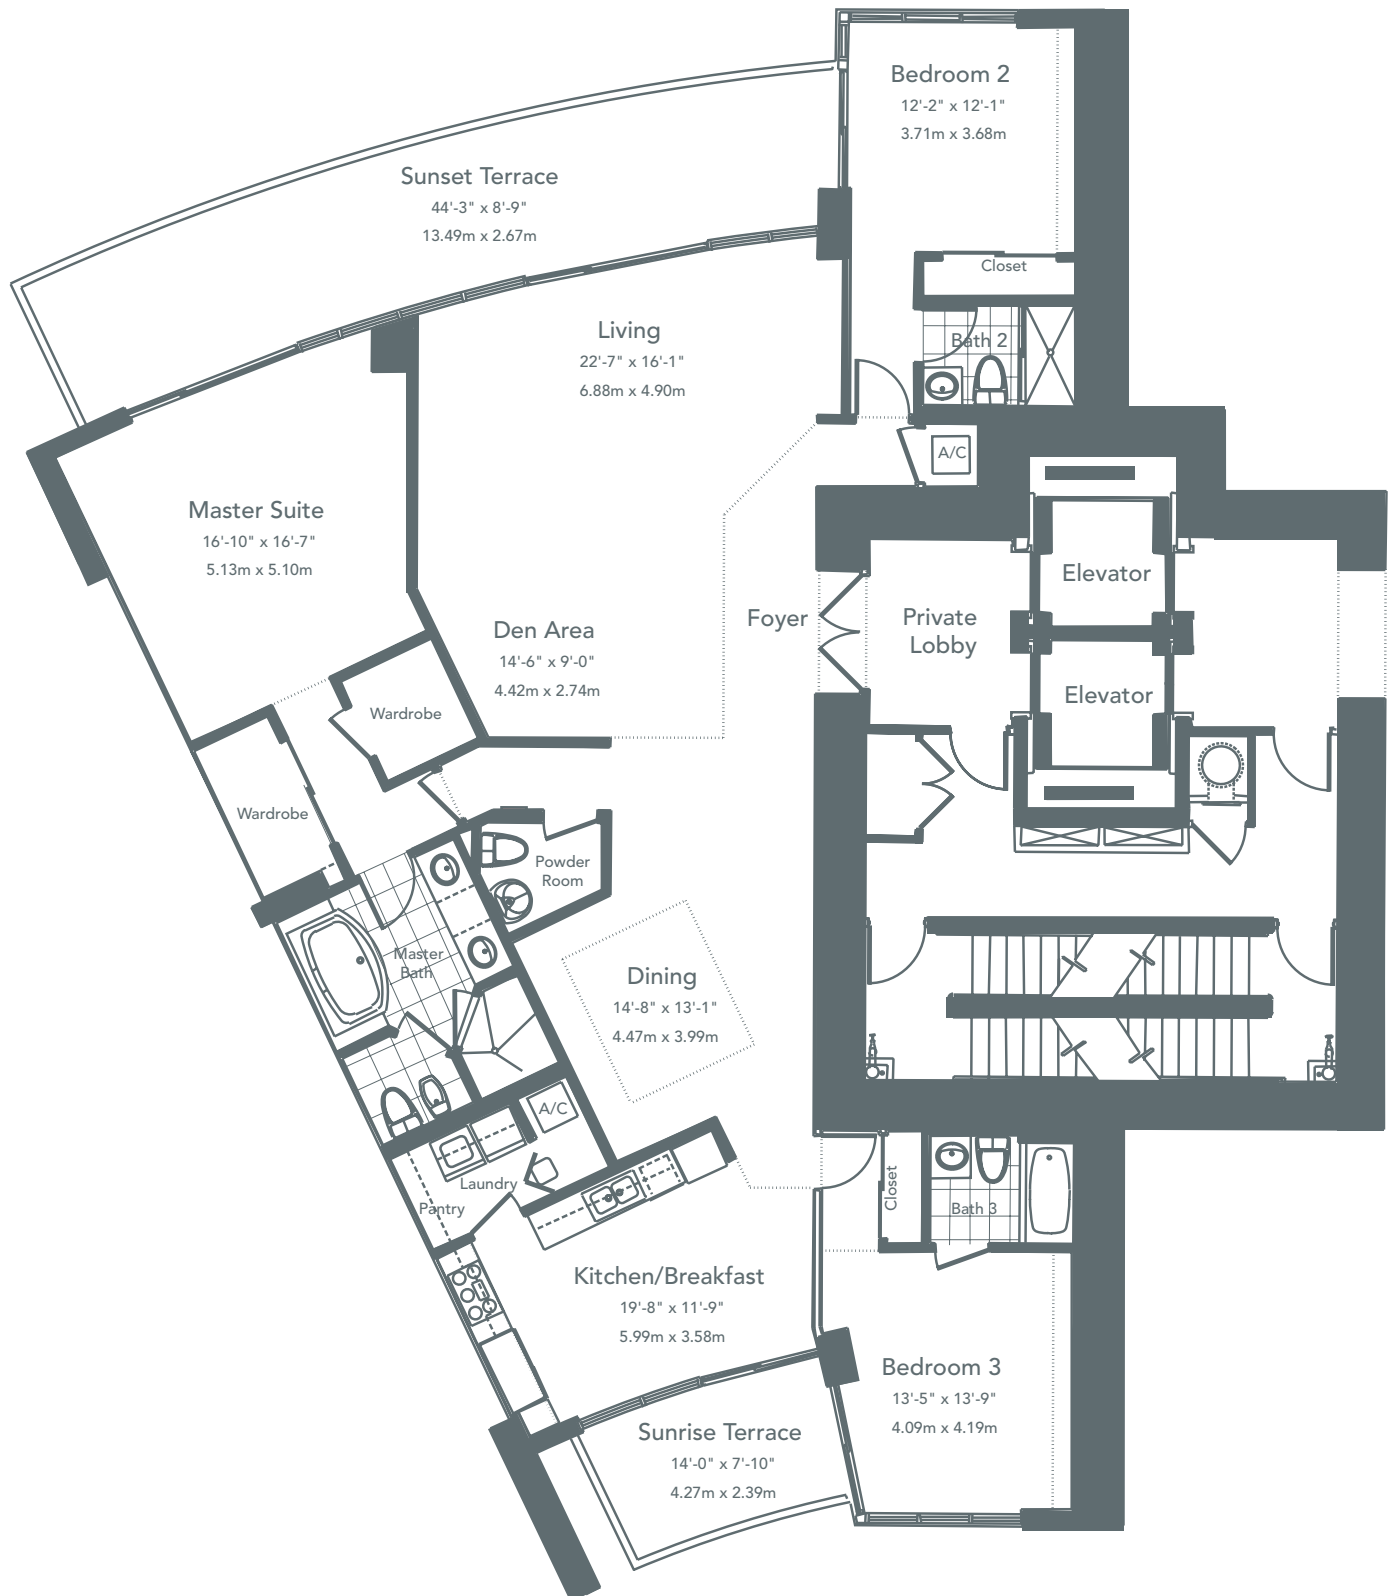 Bedroom 2
12'-2" x 12'-1"
3.71m x 3.68m
Sunset Terrace
44'-3" x 8'-9"
13.49m x 2.67m
Closet
Living
22'-7" x 16'-1"
6.88m x 4.90m
Bath 2
A/C
Master Suite
16'-10" x 16'-7"
5.13m x 5.10m
Elevator
Foyer
Private
Lobby
Den Area
14'-6" x 9'-0"
4.42m x 2.74m
Elevator
Wardrobe
Wardrobe
Powder
Room
Master
Bath
Dining
14'-8" x 13'-1"
4.47m x 3.99m
A/C
Laundry
Pantry
Closet
Bath 3
Kitchen/Breakfast
19'-8" x 11'-9"
5.99m x 3.58m
Bedroom 3
13'-5" x 13'-9"
4.09m x 4.19m
Sunrise Terrace
14'-0" x 7'-10"
4.27m x 2.39m